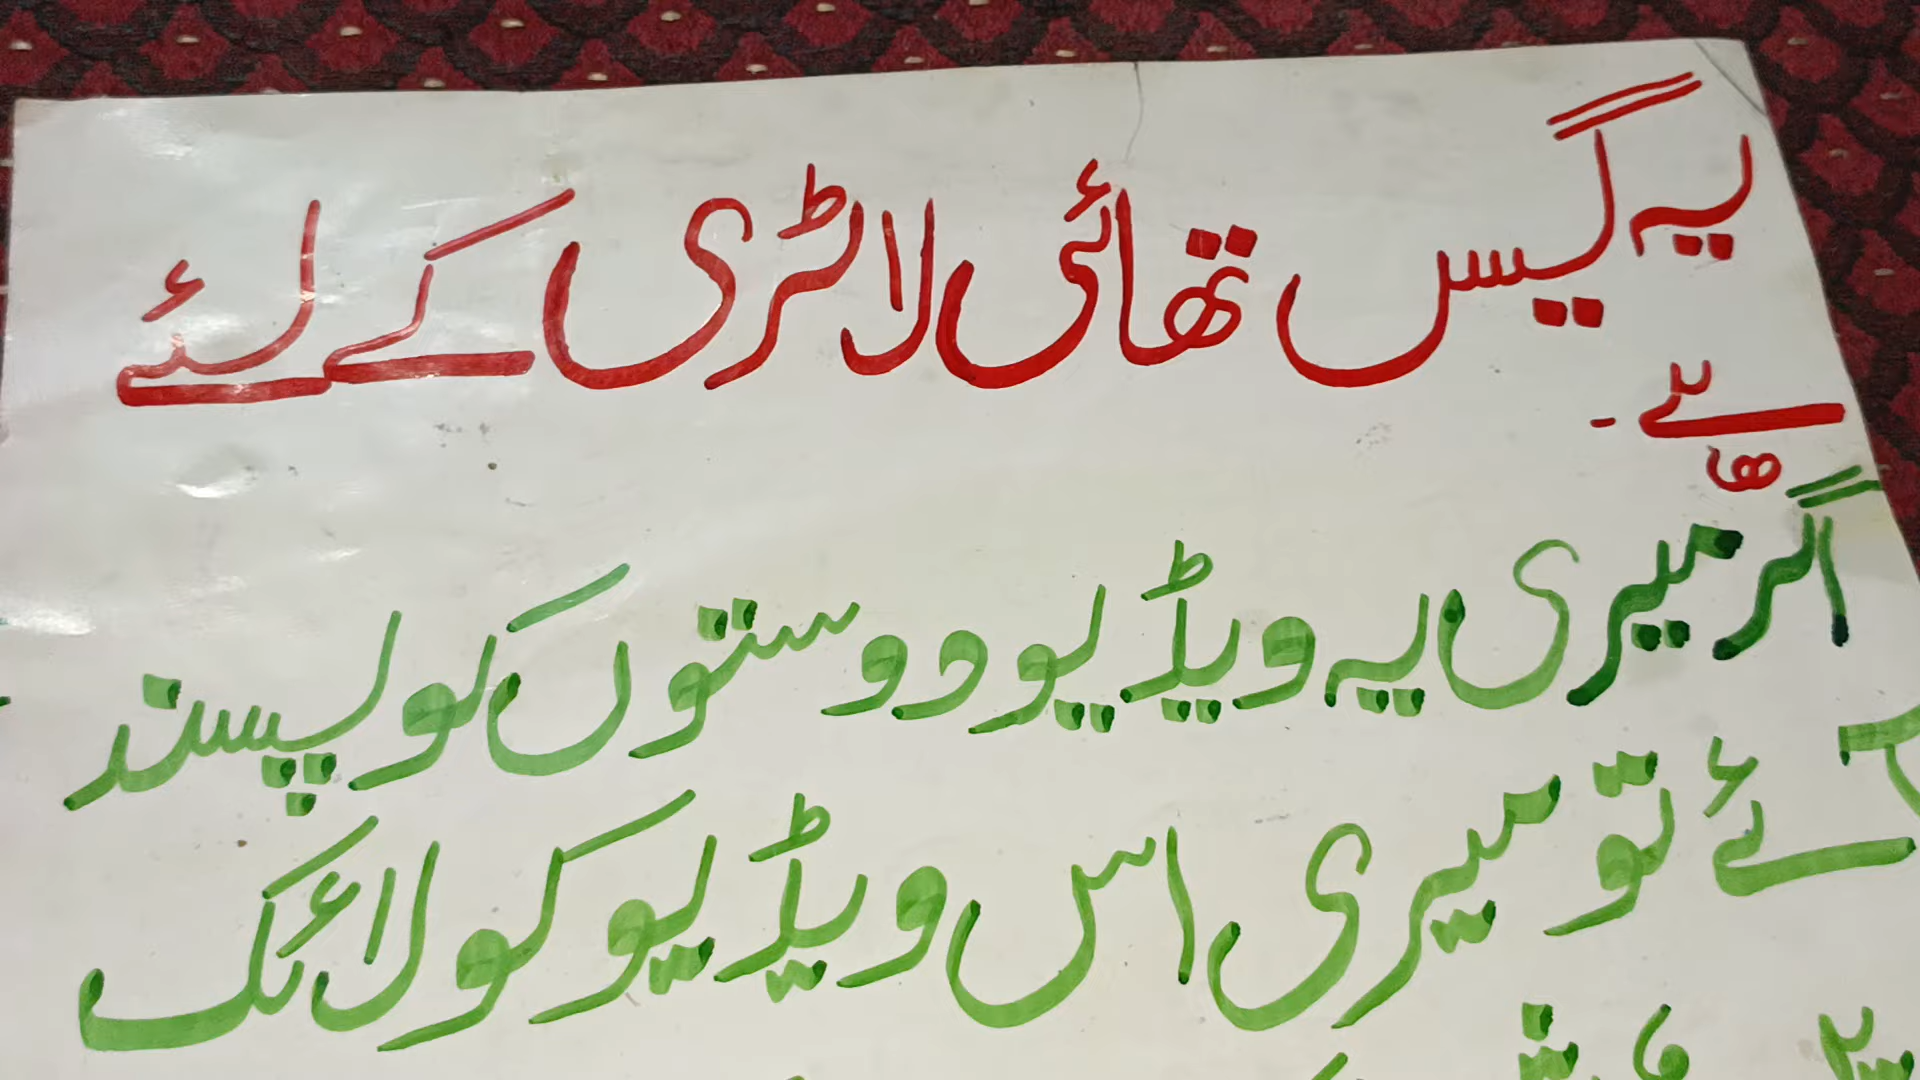 یہ گیس تھائی لاٹری کے لئے
ہے۔
اگر میری یہ ویڈیو دوستوں کو پسند
آئے تو میری اس ویڈیو کو لائک